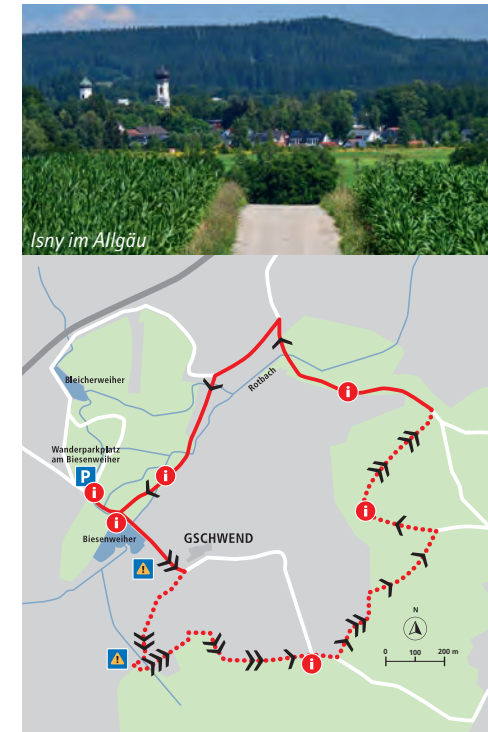 Isny im Allgäu
Rotbach
Bleicherweiher
Wanderparkplatz
am Biesenweiher
P
i
i
i
i
Biesenweiher
GSCHWEND
i
i
N
0 100 200 m